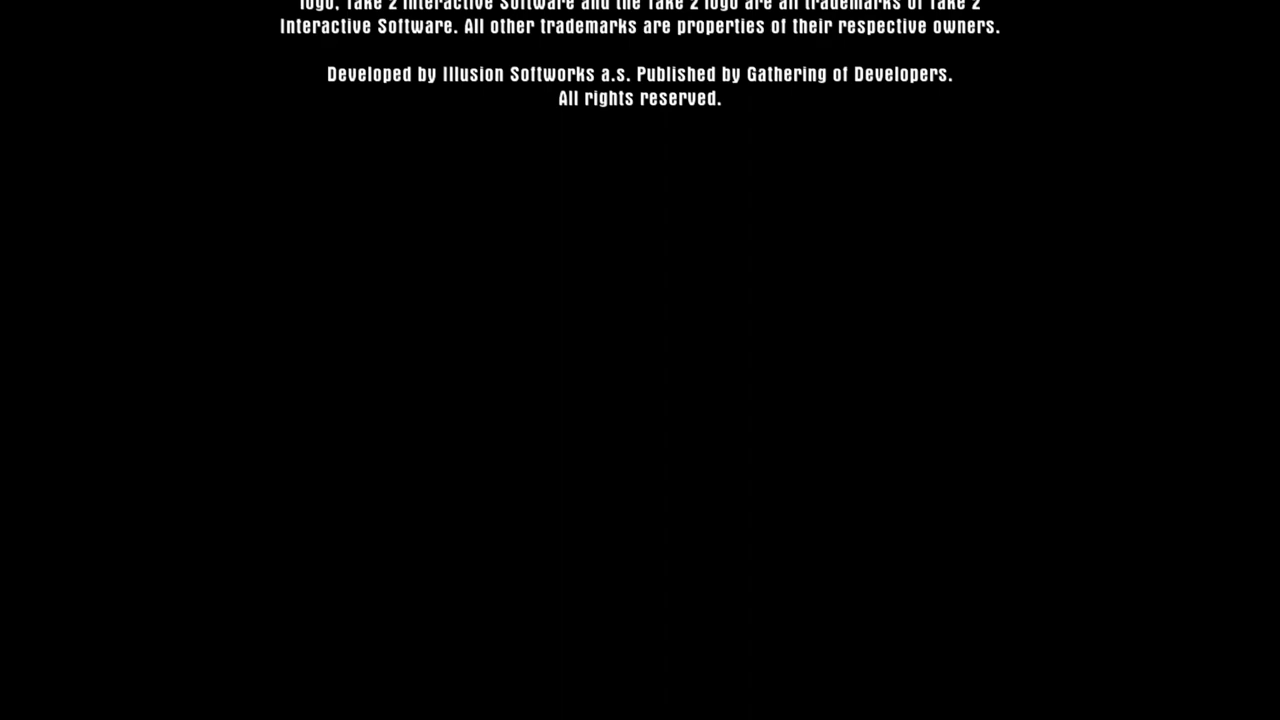 logo, Take 2 Interactive Software and the Take 2 logo are all trademarks of Take 2
Interactive Software. All other trademarks are properties of their respective owners.
Developed by Illusion Softworks a.s. Published by Gathering of Developers.
All rights reserved.